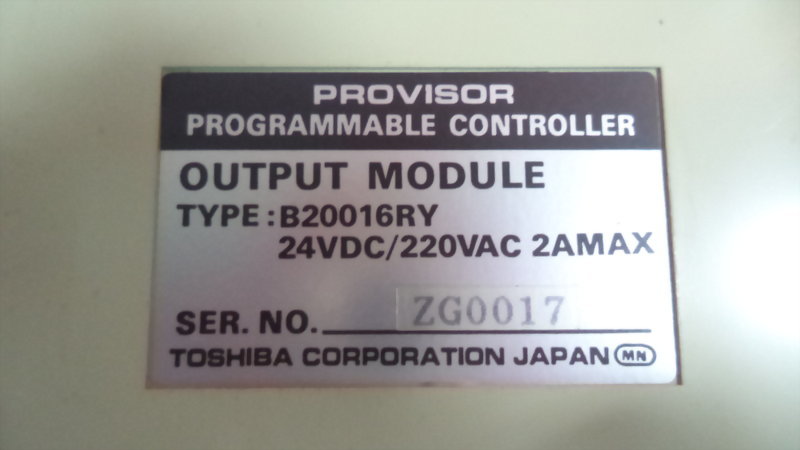 PROVISOR
PROGRAMMABLE CONTROLLER
OUTPUT MODULE
TYPE:B20016RY
24VDC/220VAC 2AMAX
SER. NO. ZG0017
TOSHIBA CORPORATION JAPAN MN